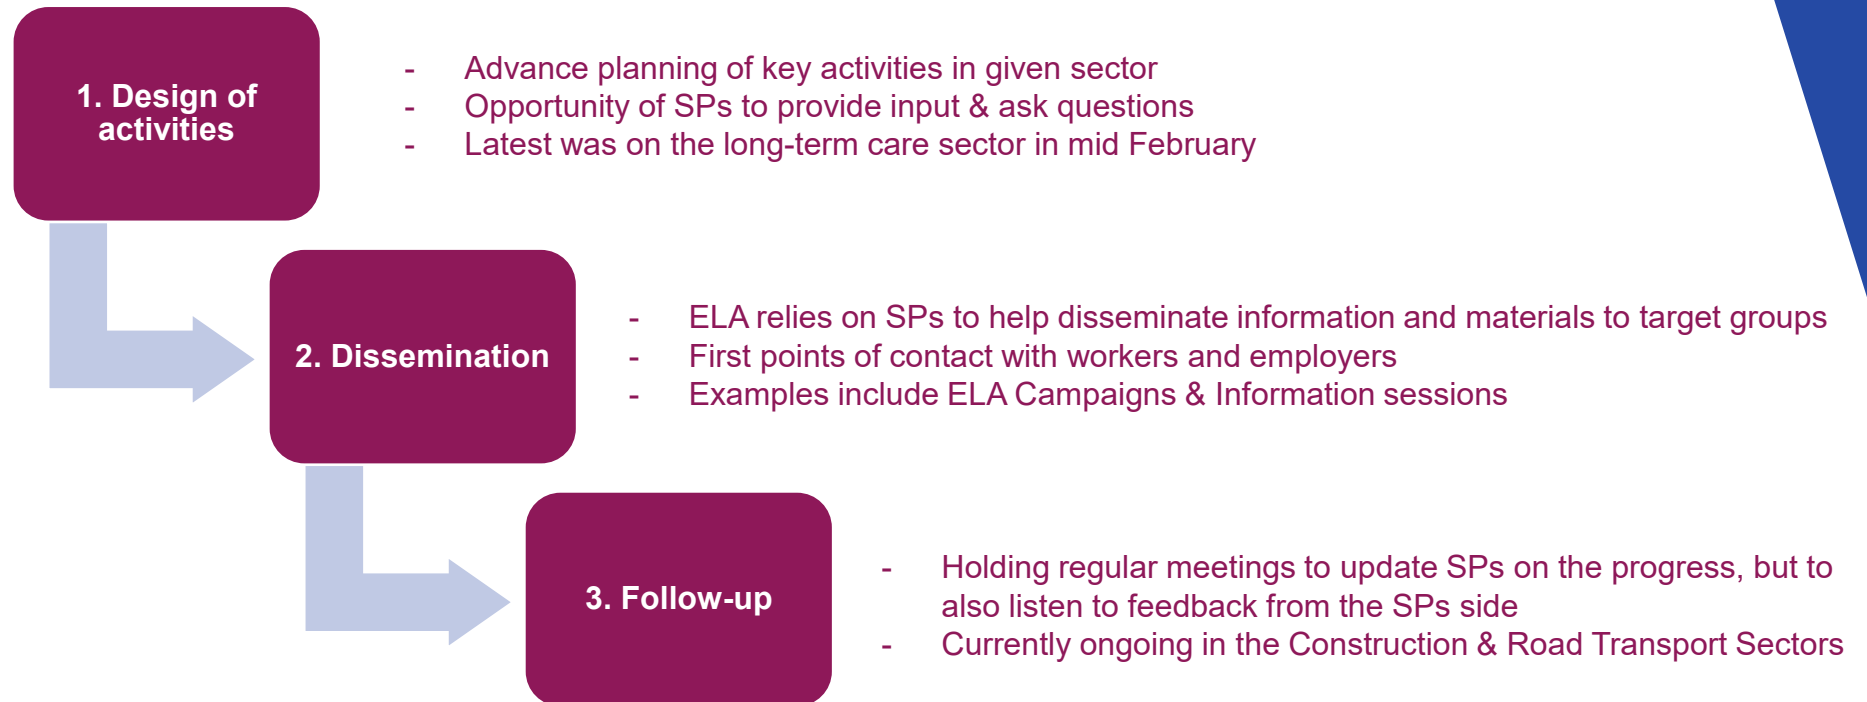 1. Design of
activities
- Advance planning of key activities in given sector
- Opportunity of SPs to provide input & ask questions
- Latest was on the long-term care sector in mid February
2. Dissemination
- ELA relies on SPs to help disseminate information and materials to target groups
- First points of contact with workers and employers
- Examples include ELA Campaigns & Information sessions
3. Follow-up
- Holding regular meetings to update SPs on the progress, but to
also listen to feedback from the SPs side
- Currently ongoing in the Construction & Road Transport Sectors